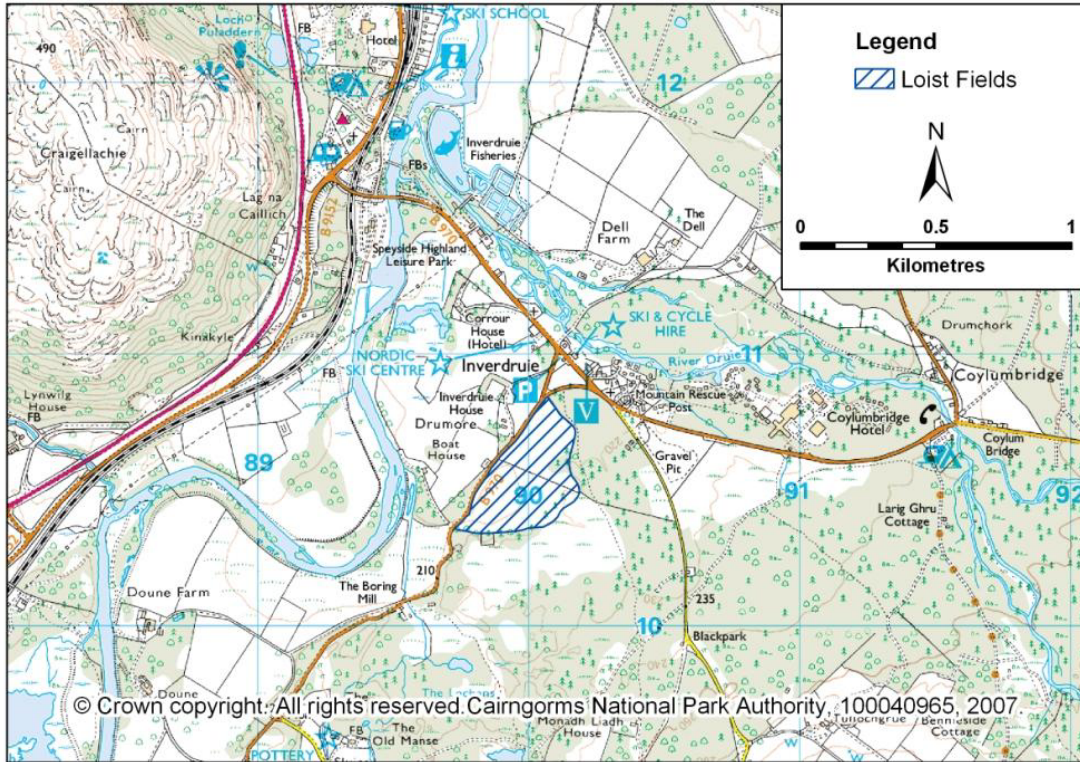 Legend
Loist Fields
N
0 0.5 1
Kilometres
490
Loch
Puladdern
FB
Hotel
SKI SCHOOL
i
12
Cairn
Craigellachie
Cairn
Lag na
Caillich
B 9152
FBs
Inverdruie
Fisheries
Dell
Farm
The
Dell
Speyside Highland
Leisure Park
W
Kinakyle
Corrour
House
(Hotel)
SKI & CYCLE
HIRE
NORDIC
SKI CENTRE
FB
Inverdruie
River Druie
11
Drumchork
Coylumbridge
Lynwilg
House
FB
Inverdruie
House
P
V
Mountain Rescue
Post
Drumore
Boat
House
Coylumbridge
Hotel
Coylum
Bridge
Gravel
Pit
89
90
91
92
Larig Ghru
Cottage
210
The Boring
Mill
Doune Farm
235
10
Blackpark
Doune
The Lochans
© Crown copyright. All rights reserved.Cairngorms National Park Authority, 100040965, 2007.
The
Old Manse
FB
POTTERY
Monadh Liadh
House
Tullochgrue
Bennieside
Cottage
W